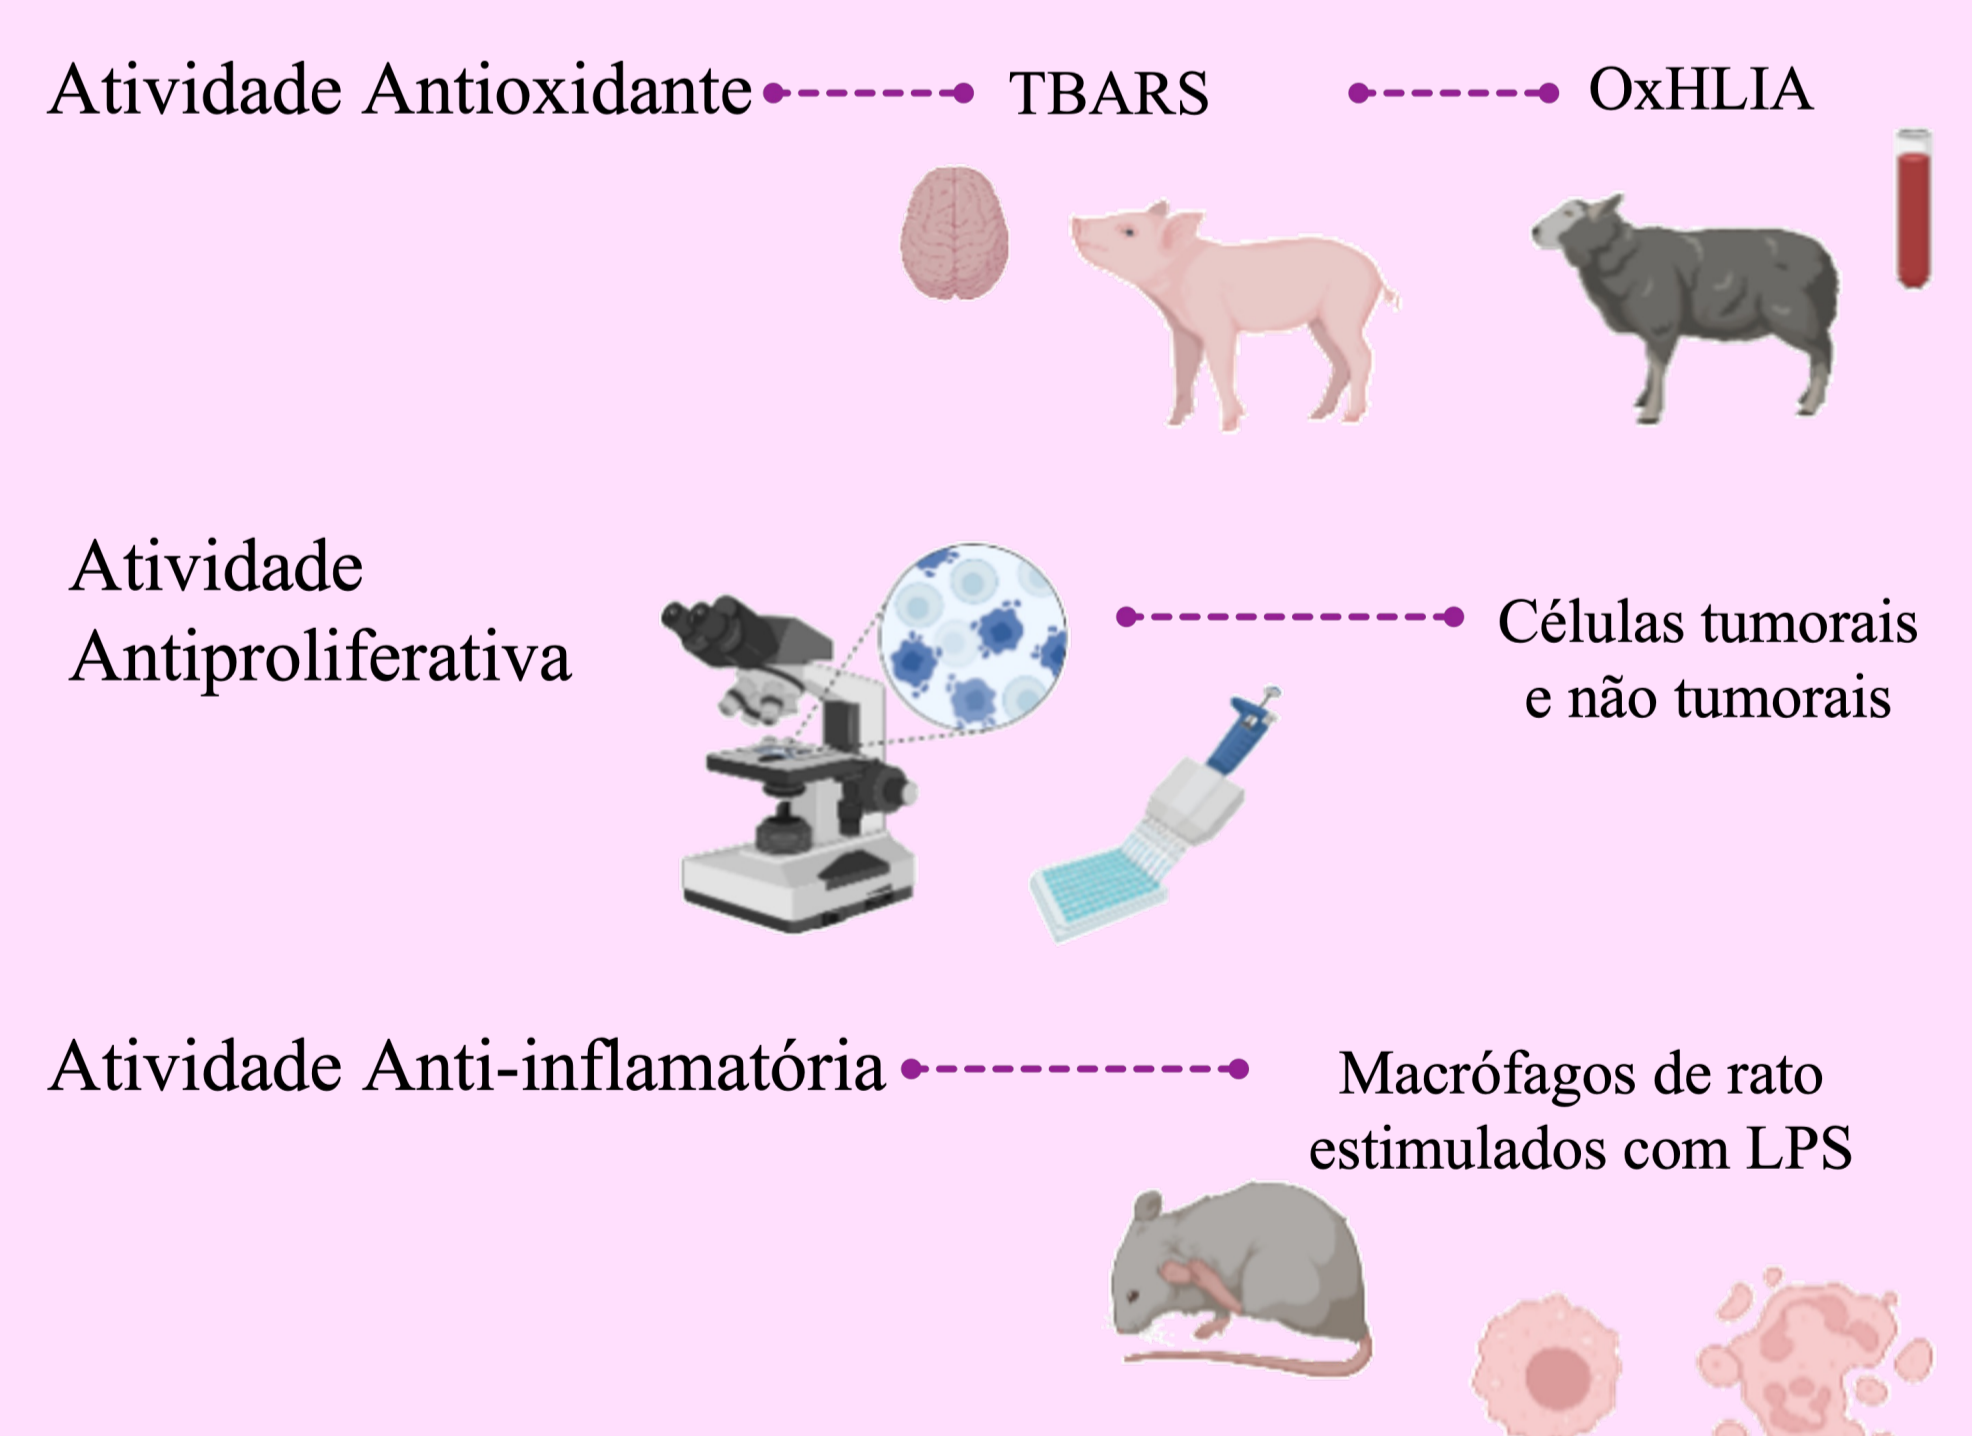 Atividade Antioxidante
TBARS
OxHLIA
Atividade
Antiproliferativa
Células tumorais
e não tumorais
Atividade Anti-inflamatória
Macrófagos de rato
estimulados com LPS